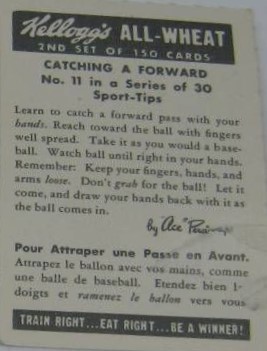 Kellogg's ALL-WHEAT
2ND SET OF 150 CARDS
CATCHING A FORWARD
No. 11 in a Series of 30
Sport-Tips
Learn to catch a forward pass with your
hands. Reach toward the ball with fingers
well spread. Take it as you would a base-
ball. Watch ball until right in your hands.
Remember: Keep your fingers, hands, and
arms loose. Don't grab for the ball! Let it
come, and draw your hands back with it as
the ball comes in.
by "Ace"
Pour Attraper une Passe en Avant.
Attrapez le ballon avec vos mains, comme
une balle de baseball. Etendez bien l-
doigts et ramenez le ballon vers vous
TRAIN RIGHT...EAT RIGHT...BE A WINNER!